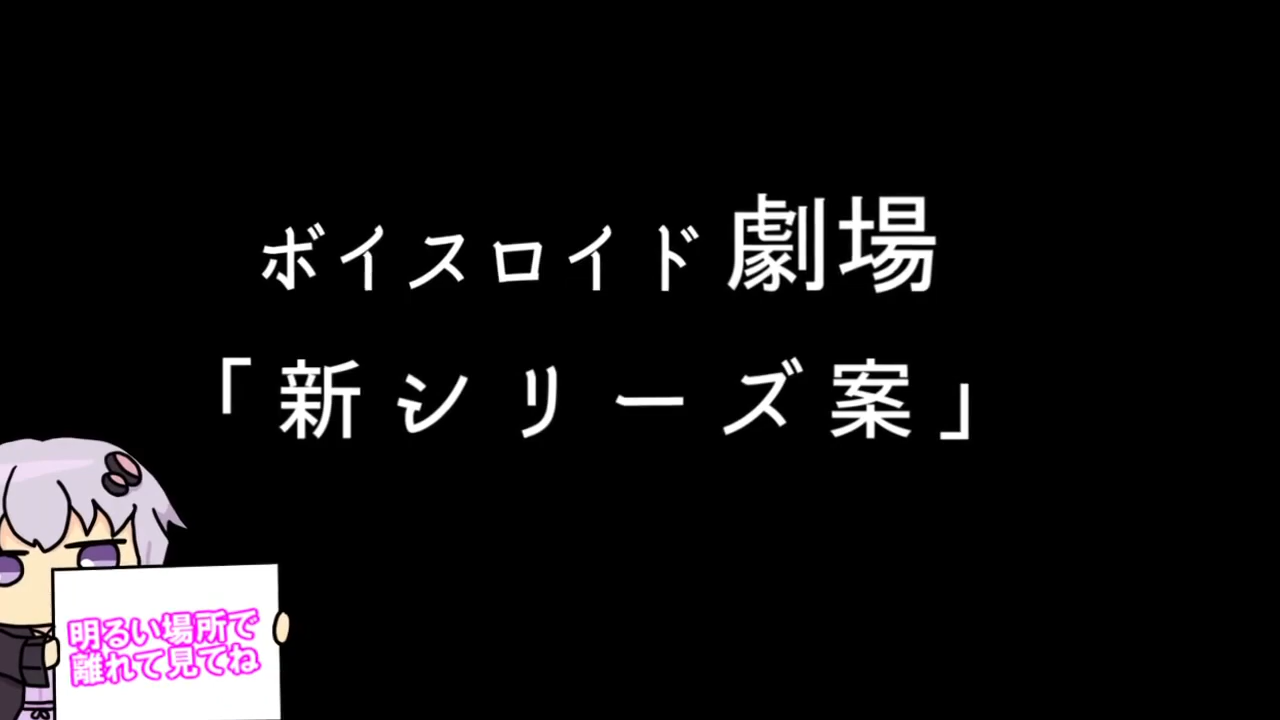 ボイスロイド劇場
「新シリーズ案」
明るい場所で
離れて見てね